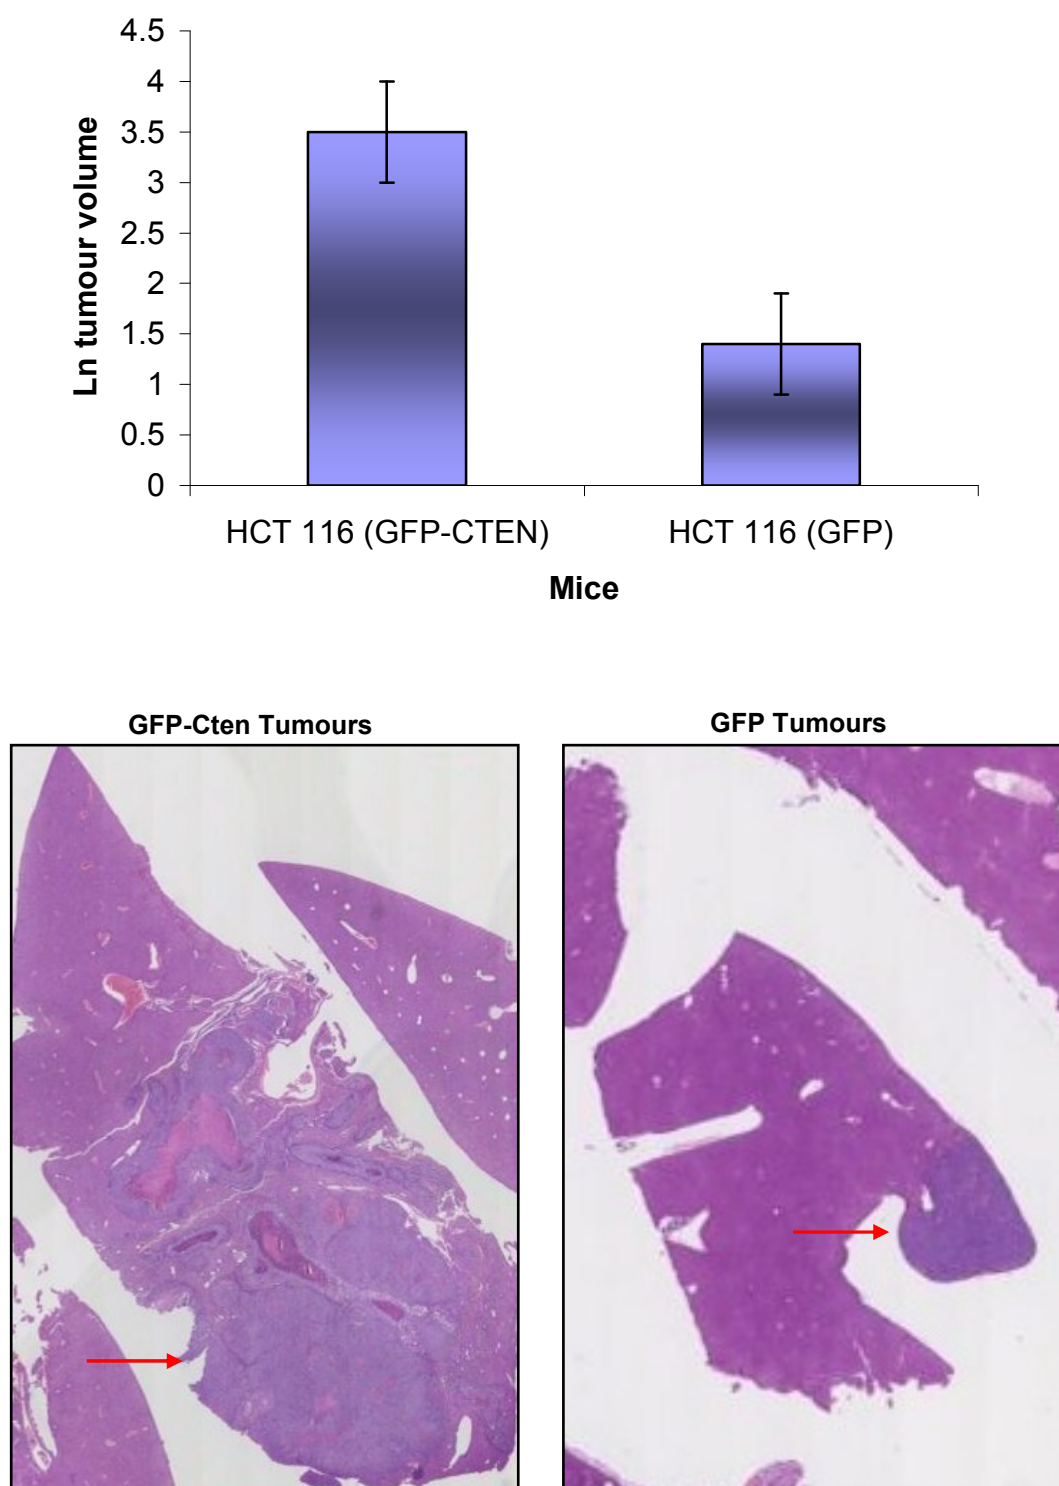 4.5
4
3.5
3
2.5
2
1.5
1
0.5
0
Ln tumour volume
HCT 116 (GFP-CTEN)
HCT 116 (GFP)
Mice
GFP-Cten Tumours
GFP Tumours